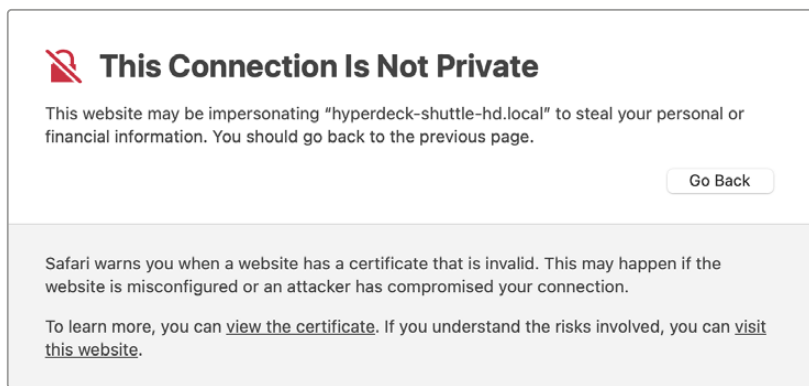 This Connection Is Not Private
This website may be impersonating “hyperdeck-shuttle-hd.local” to steal your personal or
financial information. You should go back to the previous page.
Go Back
Safari warns you when a website has a certificate that is invalid. This may happen if the
website is misconfigured or an attacker has compromised your connection.
To learn more, you can view the certificate. If you understand the risks involved, you can visit
this website.